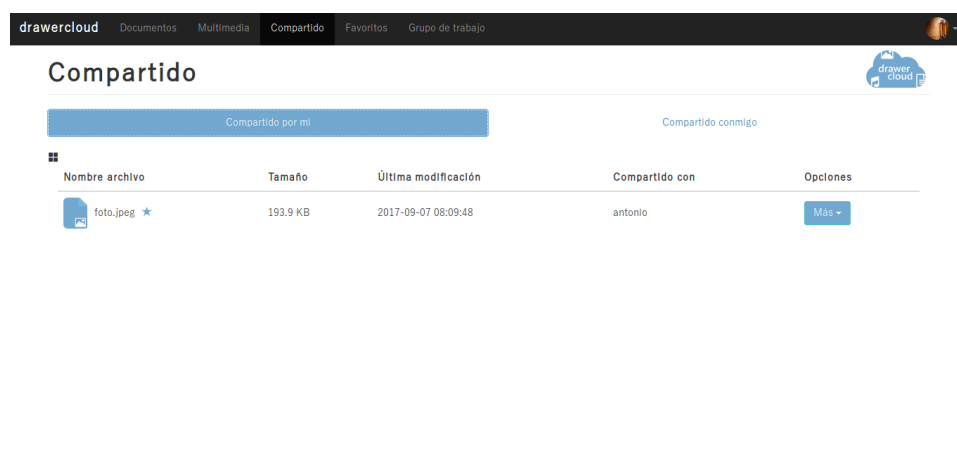 drawercloud Documentos Multimedia Compartido Favoritos Grupo de trabajo
Compartido
drawer
cloud
Compartido por mi Compartido conmigo
Nombre archivo Tamaño Última modificación Compartido con Opciones
foto.jpeg 193.9 KB 2017-09-07 08:09:48 antonio Más